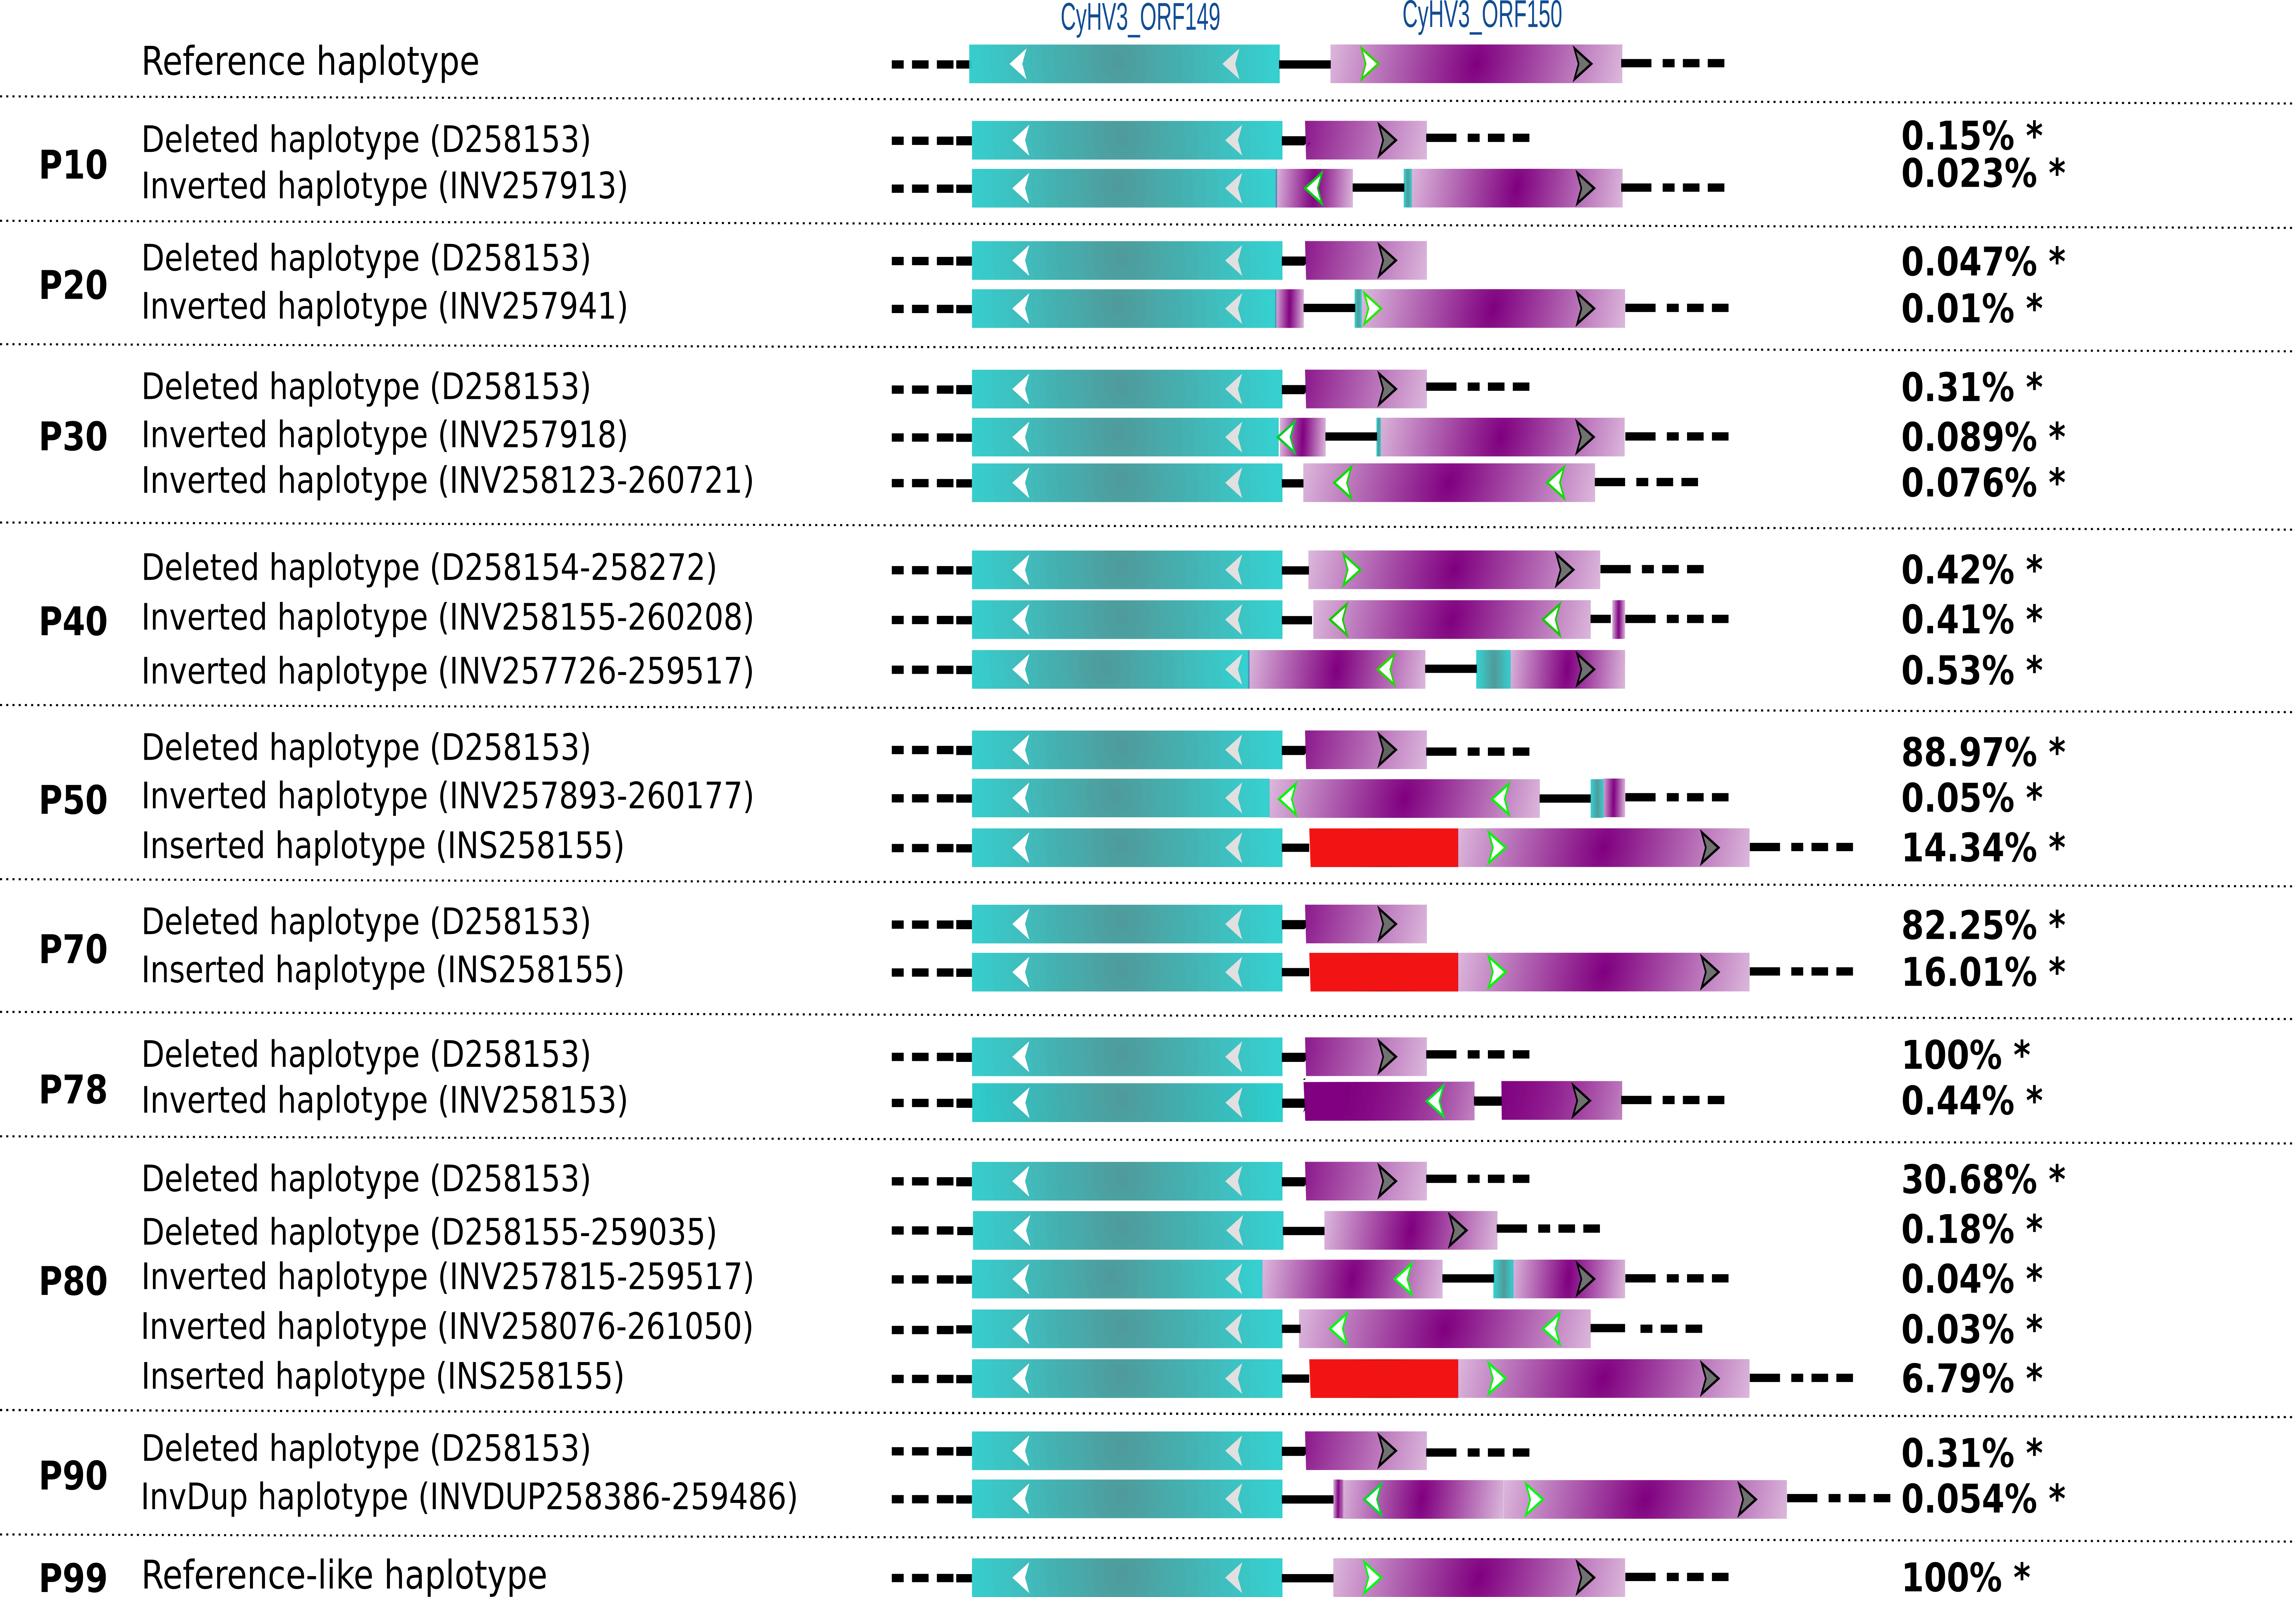 CyHV3_ORF149 CyHV3_ORF150
Reference haplotype
P10
Deleted haplotype (D258153) 0.15% *
Inverted haplotype (INV257913) 0.023% *
P20
Deleted haplotype (D258153) 0.047% *
Inverted haplotype (INV257941) 0.01% *
P30
Deleted haplotype (D258153) 0.31% *
Inverted haplotype (INV257918) 0.089% *
Inverted haplotype (INV258123-260721) 0.076% *
P40
Deleted haplotype (D258154-258272) 0.42% *
Inverted haplotype (INV258155-260208) 0.41% *
Inverted haplotype (INV257726-259517) 0.53% *
P50
Deleted haplotype (D258153) 88.97% *
Inverted haplotype (INV257893-260177) 0.05% *
Inserted haplotype (INS258155) 14.34% *
P70
Deleted haplotype (D258153) 82.25% *
Inserted haplotype (INS258155) 16.01% *
P78
Deleted haplotype (D258153) 100% *
Inverted haplotype (INV258153) 0.44% *
P80
Deleted haplotype (D258153) 30.68% *
Deleted haplotype (D258155-259035) 0.18% *
Inverted haplotype (INV257815-259517) 0.04% *
Inverted haplotype (INV258076-261050) 0.03% *
Inserted haplotype (INS258155) 6.79% *
P90
Deleted haplotype (D258153) 0.31% *
InvDup haplotype (INVDUP258386-259486) 0.054% *
P99 Reference-like haplotype 100% *